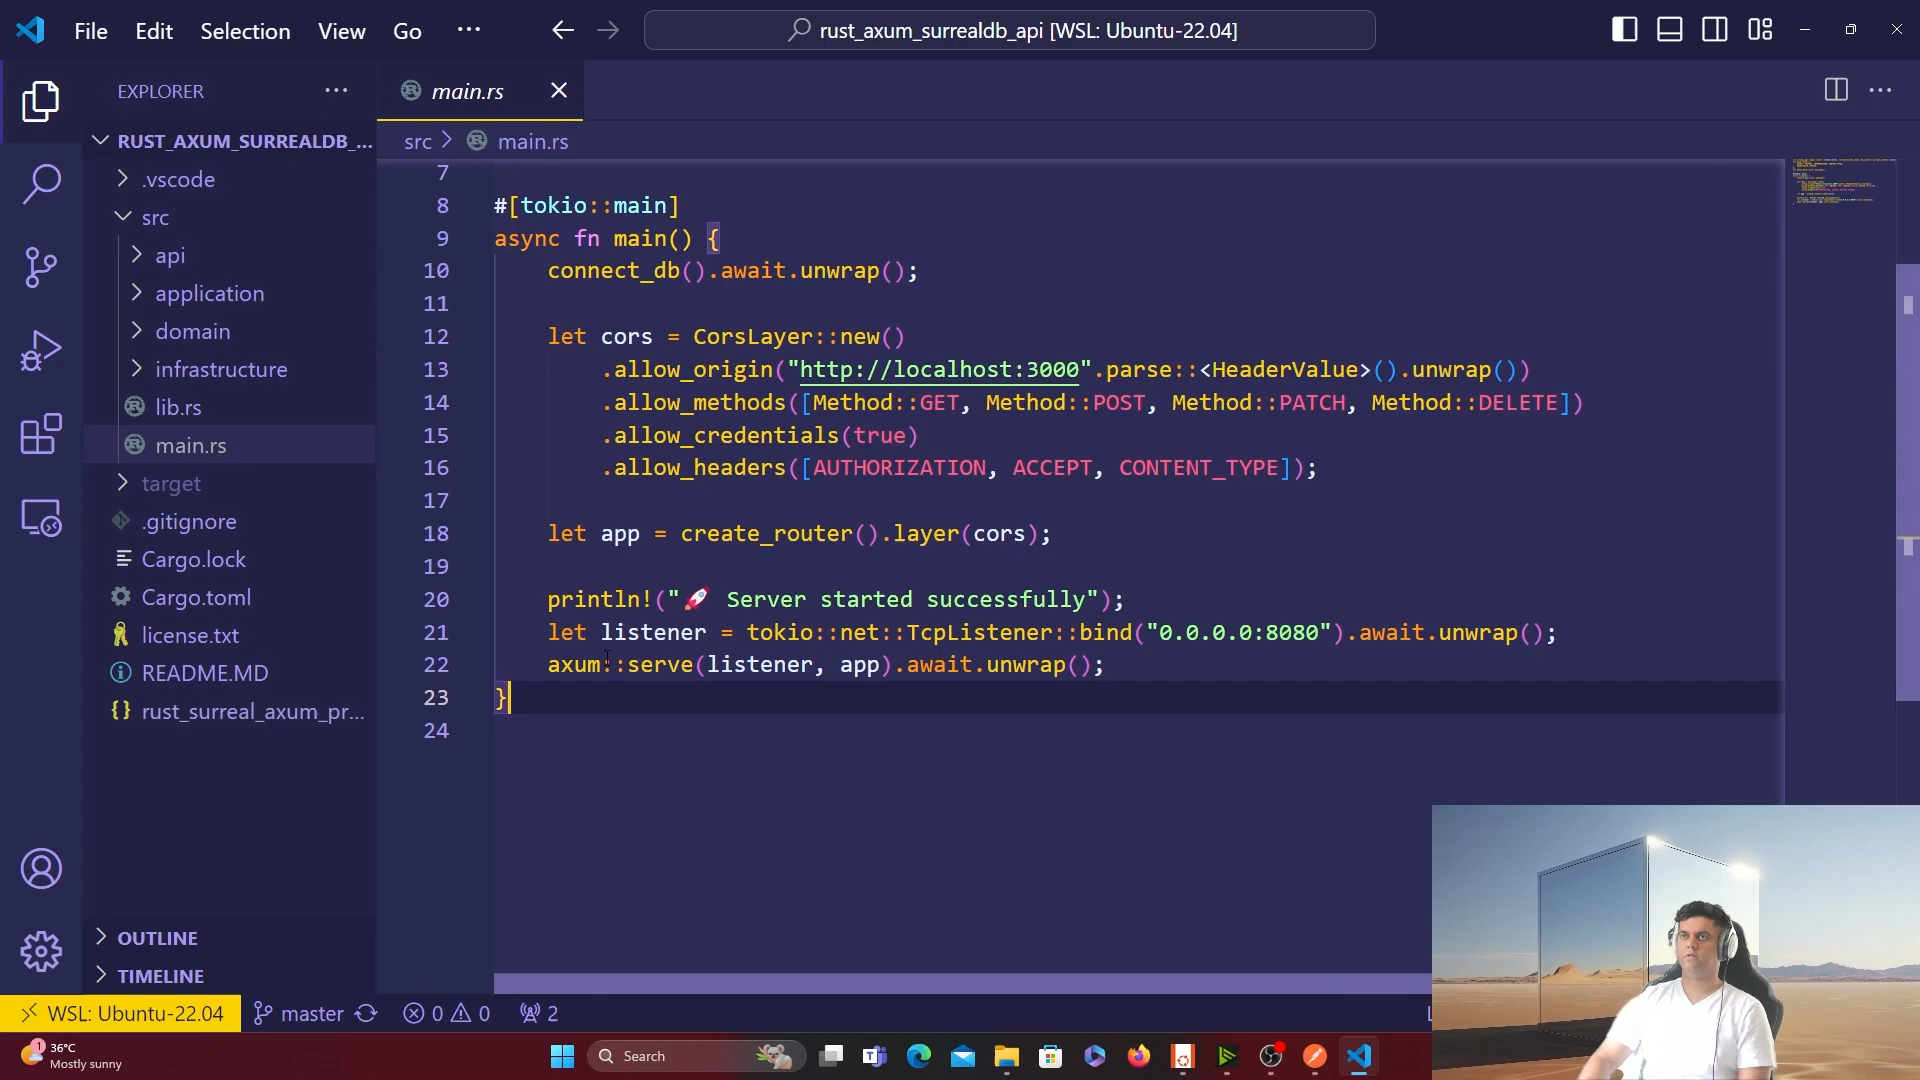 File Edit Selection View Go ···
rust_axum_surrealdb_api [WSL: Ubuntu-22.04]
EXPLORER
RUST_AXUM_SURREALDB_...
.vscode
src
api
application
domain
infrastructure
lib.rs
main.rs
target
.gitignore
Cargo.lock
Cargo.toml
license.txt
README.MD
rust_surreal_axum_pr...
OUTLINE
TIMELINE
main.rs
src > main.rs
7
8 #[tokio::main]
9 async fn main() {
10 connect_db().await.unwrap();
11
12 let cors = CorsLayer::new()
13 .allow_origin("http://localhost:3000".parse::<HeaderValue>().unwrap())
14 .allow_methods([Method::GET, Method::POST, Method::PATCH, Method::DELETE])
15 .allow_credentials(true)
16 .allow_headers([AUTHORIZATION, ACCEPT, CONTENT_TYPE]);
17
18 let app = create_router().layer(cors);
19
20 println!("🚀 Server started successfully");
21 let listener = tokio::net::TcpListener::bind("0.0.0.0:8080").await.unwrap();
22 axum::serve(listener, app).await.unwrap();
23 }
24
WSL: Ubuntu-22.04 master 0 0 2
1
36°C
Mostly sunny
Search